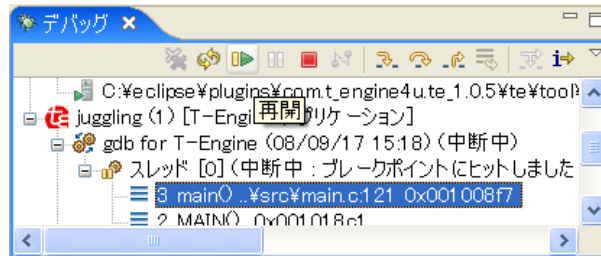 デバッグ
C:¥eclipse¥plugins¥com.t_engine4u.te_1.0.5¥te¥tool¥
再開
juggling (1) [T-Engi プリケーション]
gdb for T-Engine (08/09/17 15:18) (中断中)
スレッド [0] (中断中 : ブレークポイントにヒットしました
3 main() ..¥src¥main.c:121 0x001008f7
2 MAIN() 0x001018c1